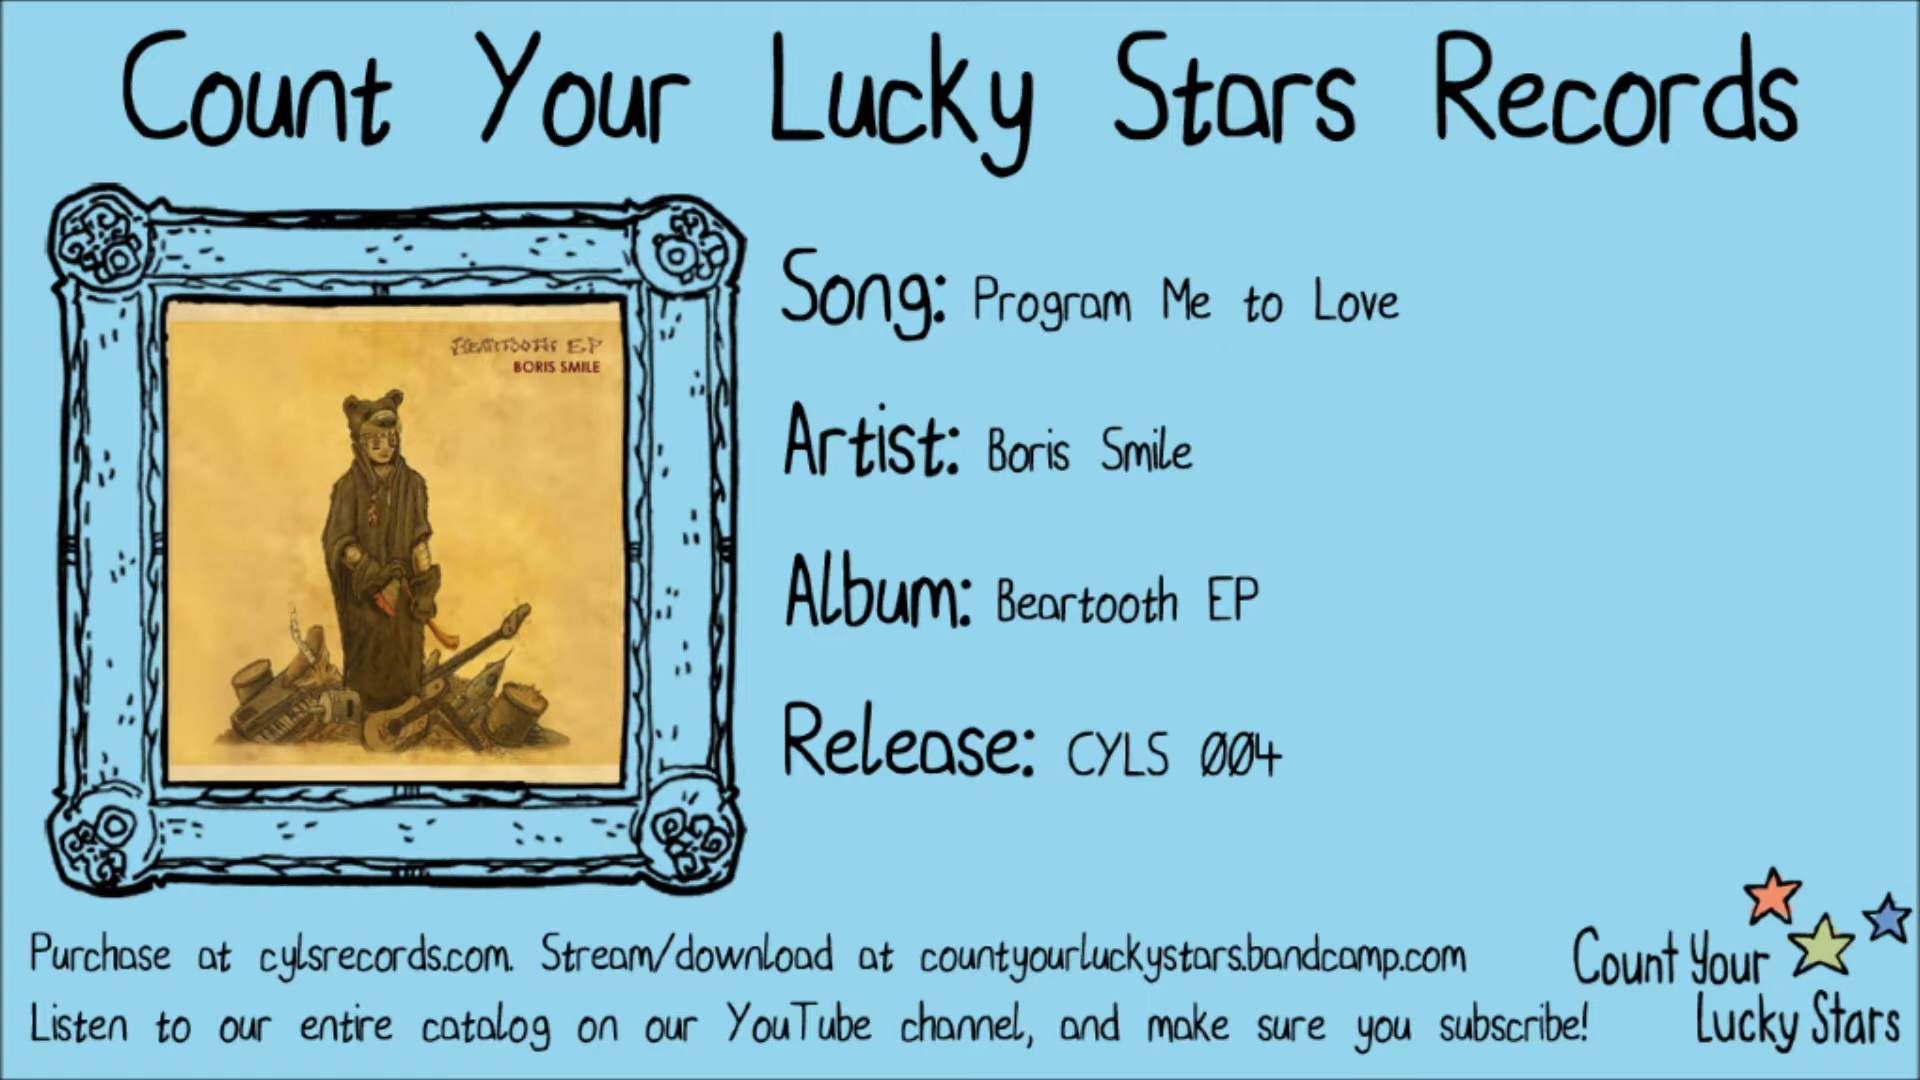 Count Your Lucky Stars Records
BEARTOOTH EP
BORIS SMILE
Song: Program Me to Love
Artist: Boris Smile
Album: Beartooth EP
Release: CYLS 004
Purchase at cylsrecords.com. Stream/download at countyourluckystars.bandcamp.com
Listen to our entire catalog on our YouTube channel, and make sure you subscribe!
Count Your
Lucky Stars